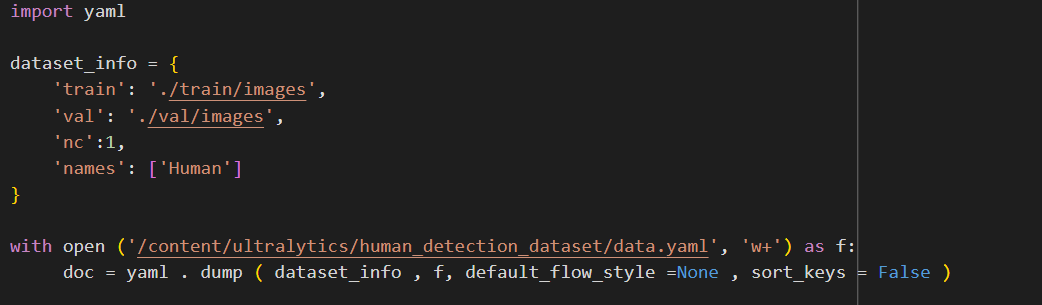 import yaml
dataset_info = {
    'train': './train/images',
    'val': './val/images',
    'nc':1,
    'names': ['Human']
}
with open ('/content/ultralytics/human_detection_dataset/data.yaml', 'w+') as f:
     doc = yaml . dump ( dataset_info , f, default_flow_style =None , sort_keys = False )